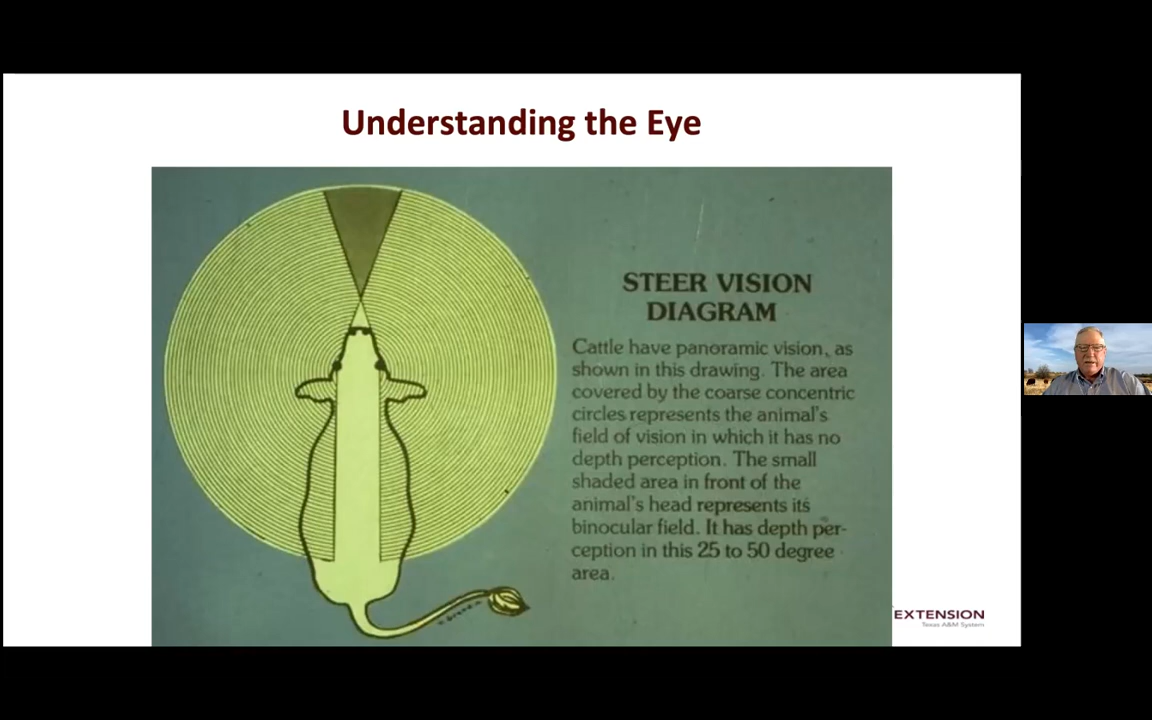 Understanding the Eye
STEER VISION
DIAGRAM
Cattle have panoramic vision, as
shown in this drawing. The area
covered by the coarse concentric
circles represents the animal's
field of vision in which it has no
depth perception. The small
shaded area in front of the
animal's head represents its
binocular field. It has depth per-
ception in this 25 to 50 degree
area.
EXTENSION
Texas A&M System